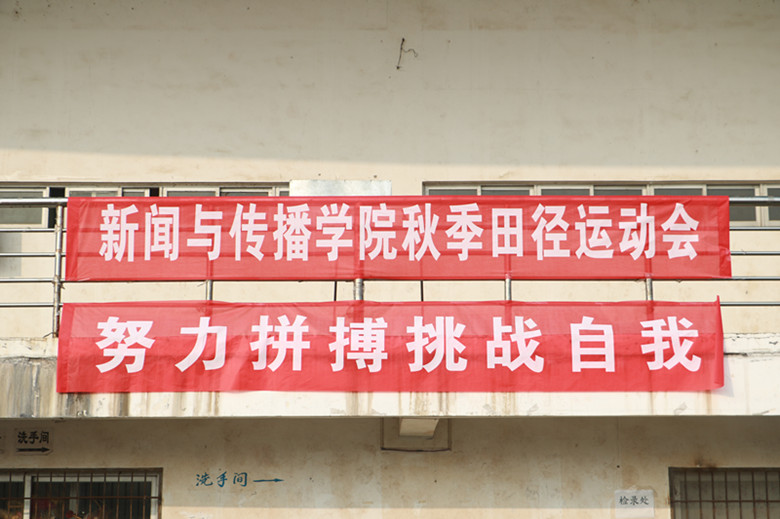 新闻与传播学院秋季田径运动会
努力拼搏挑战自我
洗手间
洗手间
检录处